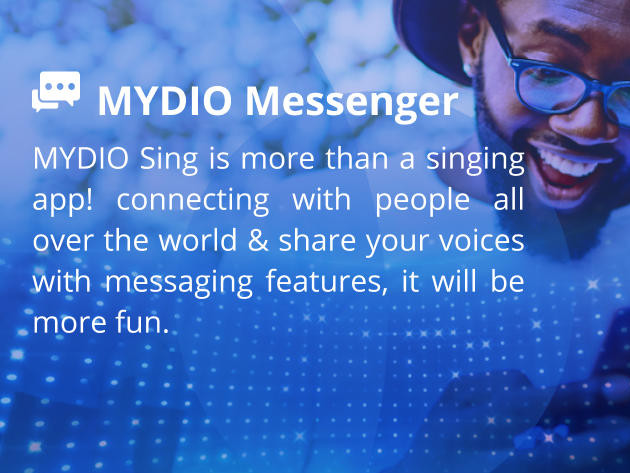 MYDIO Messenger
MYDIO Sing is more than a singing
app! connecting with people all
over the world & share your voices
with messaging features, it will be
more fun.